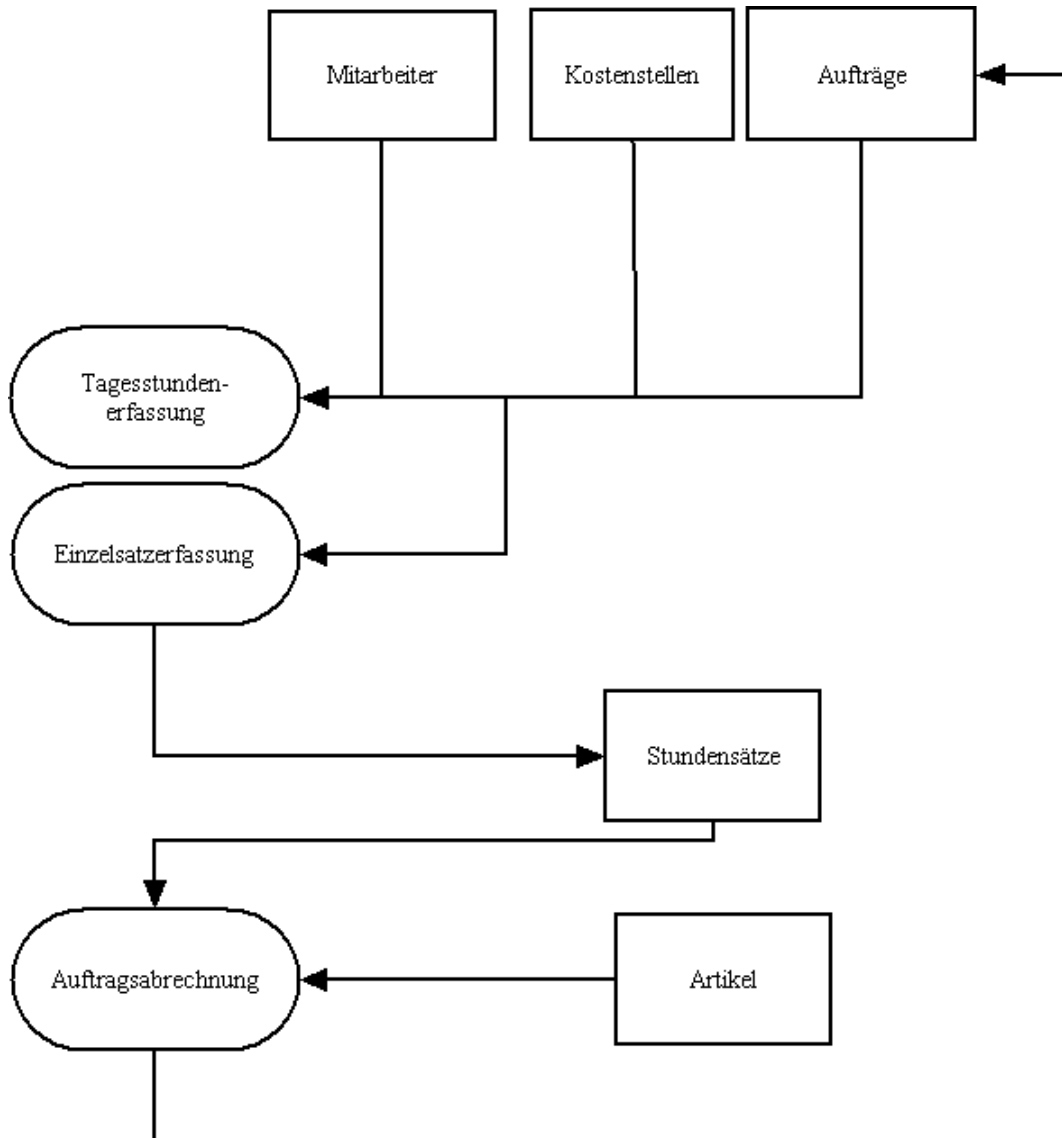 Mitarbeiter
Kostenstellen
Aufträge
Tagesstunden-
erfassung
Einzelsatzerfassung
Stundensätze
Auftragsabrechnung
Artikel